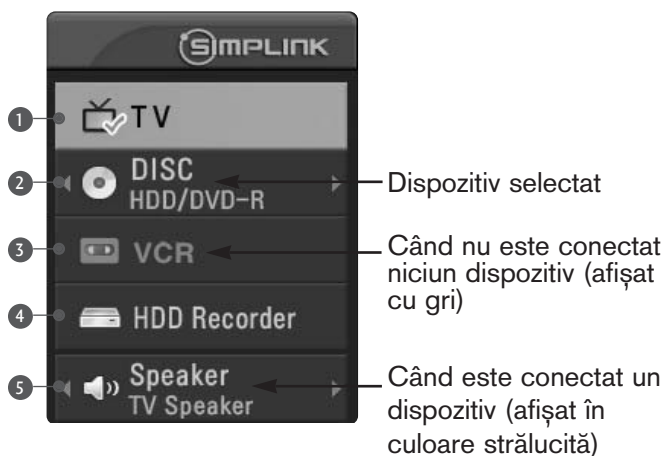 SIMPLINK
1 TV
2 DISC
HDD/DVD-R
Dispozitiv selectat
3 VCR
Când nu este conectat
niciun dispozitiv (afișat
cu gri)
4 HDD Recorder
5 Speaker
TV Speaker
Când este conectat un
dispozitiv (afișat în
culoare strălucită)